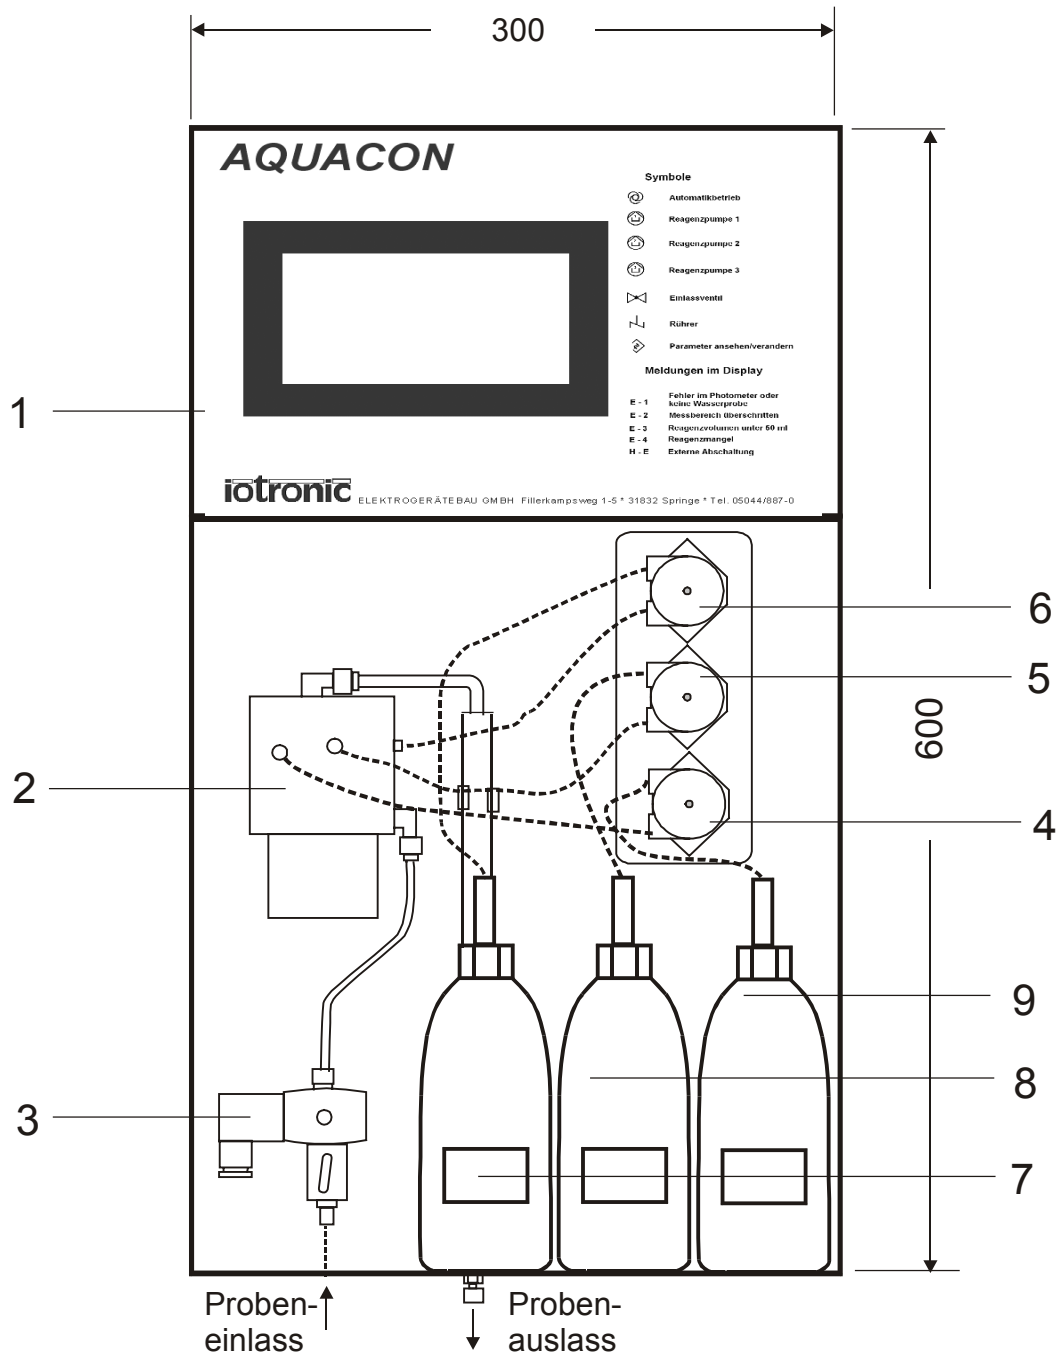 300
AQUACON
Symbole
Automatikbetrieb
Reagenzpumpe 1
Reagenzpumpe 2
Reagenzpumpe 3
Einlassventil
Rührer
Parameter ansehen/verandern
Meldungen im Display
E - 1 Fehler im Photometer oder
keine Wasserprobe
E - 2 Messbereich überschritten
E - 3 Reagenzvolumen unter 50 ml
E - 4 Reagenzmangel
H - E Externe Abschaltung
1
iotronic ELEKTROGERÄTEBAU GMBH Fillerkampsweg 1-5 * 31832 Springe * Tel. 05044/887-0
6
5
600
2
4
9
8
3
7
Proben-
einlass
Proben-
auslass